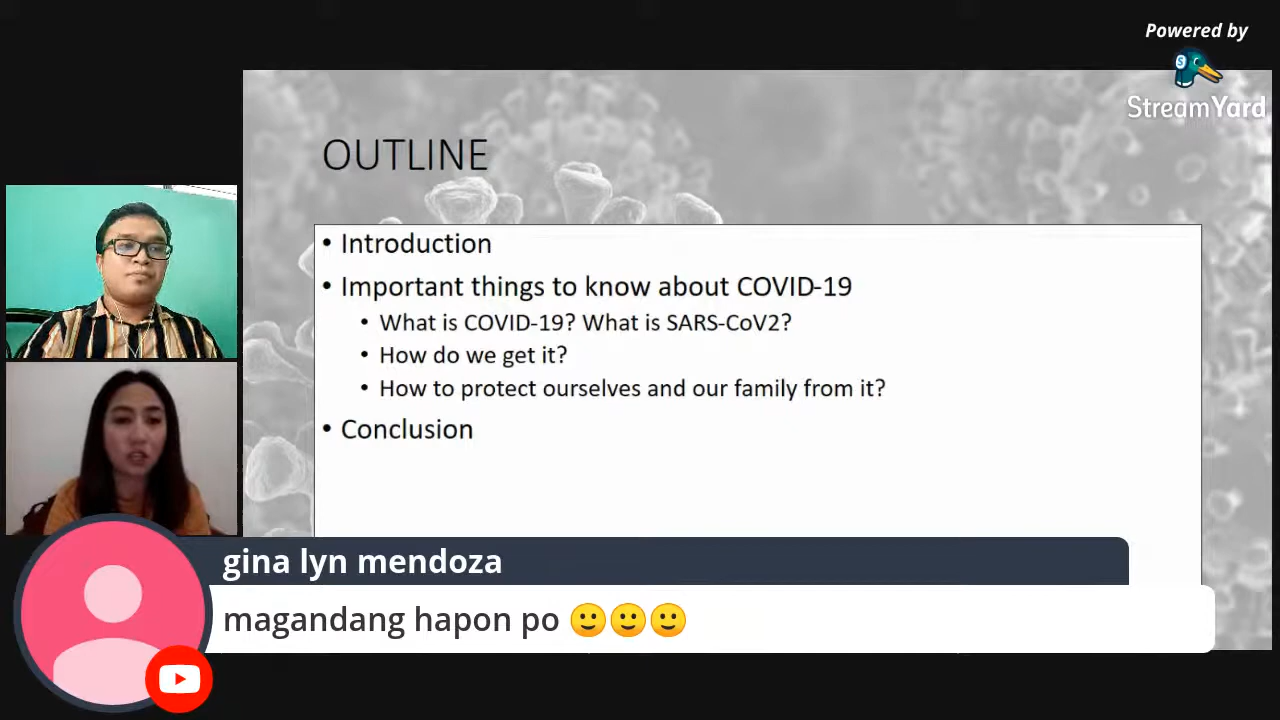 Powered by
StreamYard
OUTLINE
• Introduction
• Important things to know about COVID-19
• What is COVID-19? What is SARS-CoV2?
• How do we get it?
• How to protect ourselves and our family from it?
• Conclusion
gina lyn mendoza
magandang hapon po 🙂🙂🙂